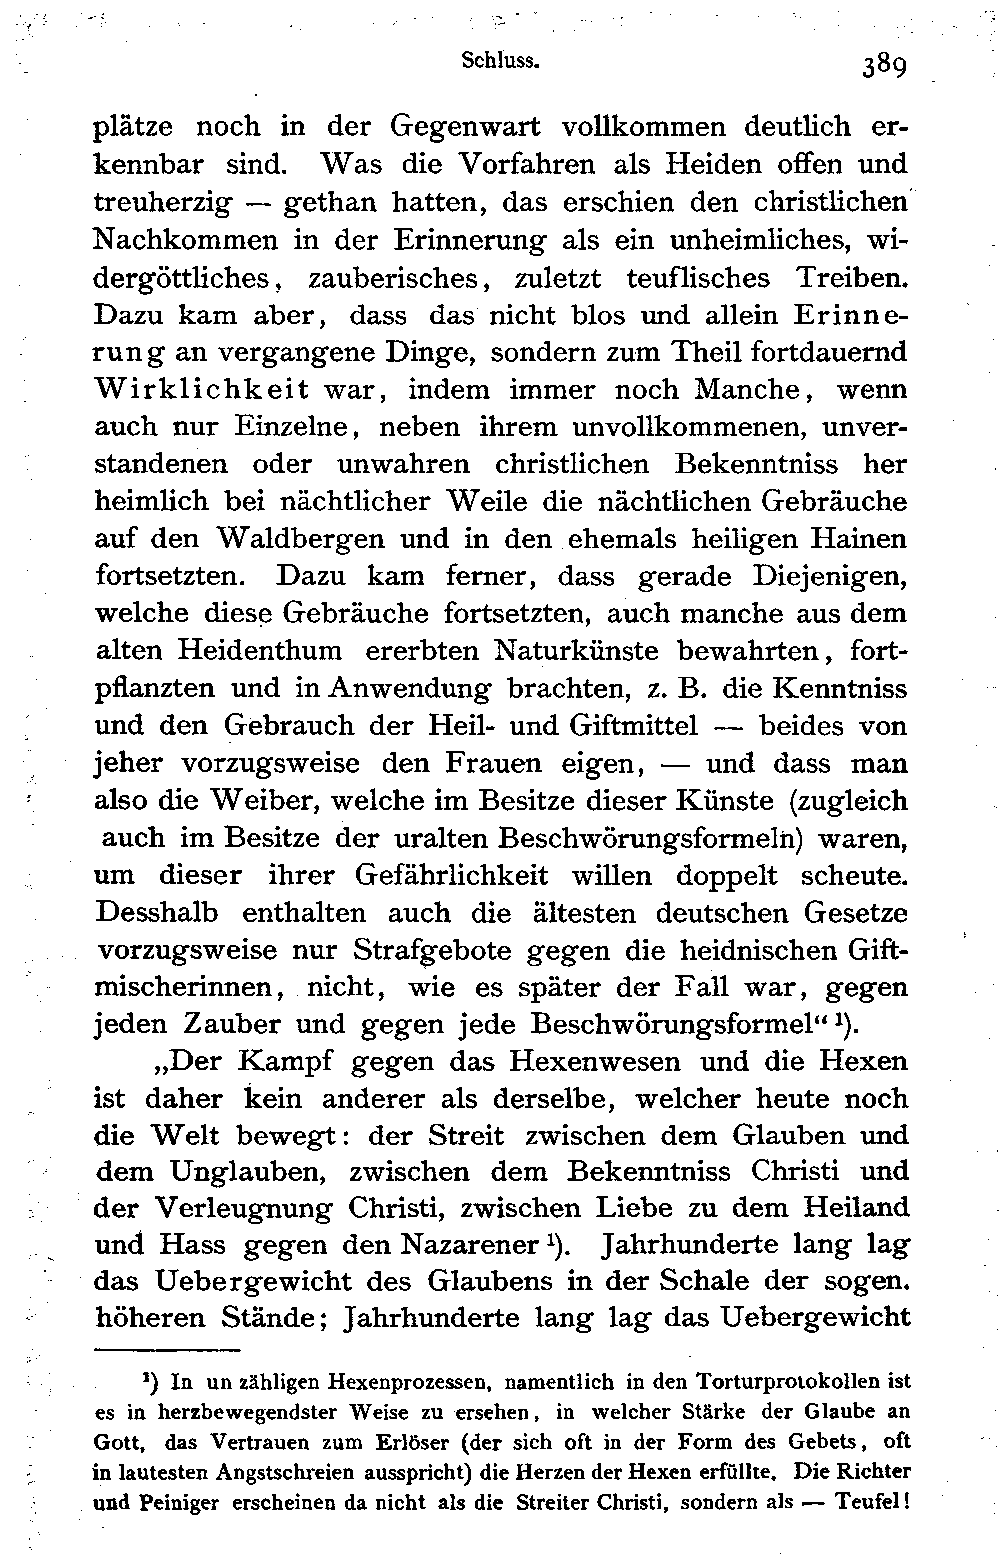 Schluss. 389
plätze noch in der Gegenwart vollkommen deutlich er-
kennbar sind. Was die Vorfahren als Heiden offen und
treuherzig — gethan hatten, das erschien den christlichen
Nachkommen in der Erinnerung als ein unheimliches, wi-
dergöttliches, zauberisches, zuletzt teuflisches Treiben.
Dazu kam aber, dass das nicht blos und allein Erinne-
rung an vergangene Dinge, sondern zum Theil fortdauernd
Wirklichkeit war, indem immer noch Manche, wenn
auch nur Einzelne, neben ihrem unvollkommenen, unver-
standenen oder unwahren christlichen Bekenntniss her
heimlich bei nächtlicher Weile die nächtlichen Gebräuche
auf den Waldbergen und in den ehemals heiligen Hainen
fortsetzten. Dazu kam ferner, dass gerade Diejenigen,
welche diese Gebräuche fortsetzten, auch manche aus dem
alten Heidenthum ererbten Naturkünste bewahrten, fort-
pflanzten und in Anwendung brachten, z. B. die Kenntniss
und den Gebrauch der Heil- und Giftmittel — beides von
jeher vorzugsweise den Frauen eigen, — und dass man
also die Weiber, welche im Besitze dieser Künste (zugleich
auch im Besitze der uralten Beschwörungsformeln) waren,
um dieser ihrer Gefährlichkeit willen doppelt scheute.
Desshalb enthalten auch die ältesten deutschen Gesetze
vorzugsweise nur Strafgebote gegen die heidnischen Gift-
mischerinnen, nicht, wie es später der Fall war, gegen
jeden Zauber und gegen jede Beschwörungsformel“ ¹).
„Der Kampf gegen das Hexenwesen und die Hexen
ist daher kein anderer als derselbe, welcher heute noch
die Welt bewegt: der Streit zwischen dem Glauben und
dem Unglauben, zwischen dem Bekenntniss Christi und
der Verleugnung Christi, zwischen Liebe zu dem Heiland
und Hass gegen den Nazarener ¹). Jahrhunderte lang lag
das Uebergewicht des Glaubens in der Schale der sogen.
höheren Stände; Jahrhunderte lang lag das Uebergewicht
¹) In un zähligen Hexenprozessen, namentlich in den Torturprotokollen ist
es in herzbewegendster Weise zu ersehen, in welcher Stärke der Glaube an
Gott, das Vertrauen zum Erlöser (der sich oft in der Form des Gebets, oft
in lautesten Angstschreien ausspricht) die Herzen der Hexen erfüllte. Die Richter
und Peiniger erscheinen da nicht als die Streiter Christi, sondern als — Teufel!